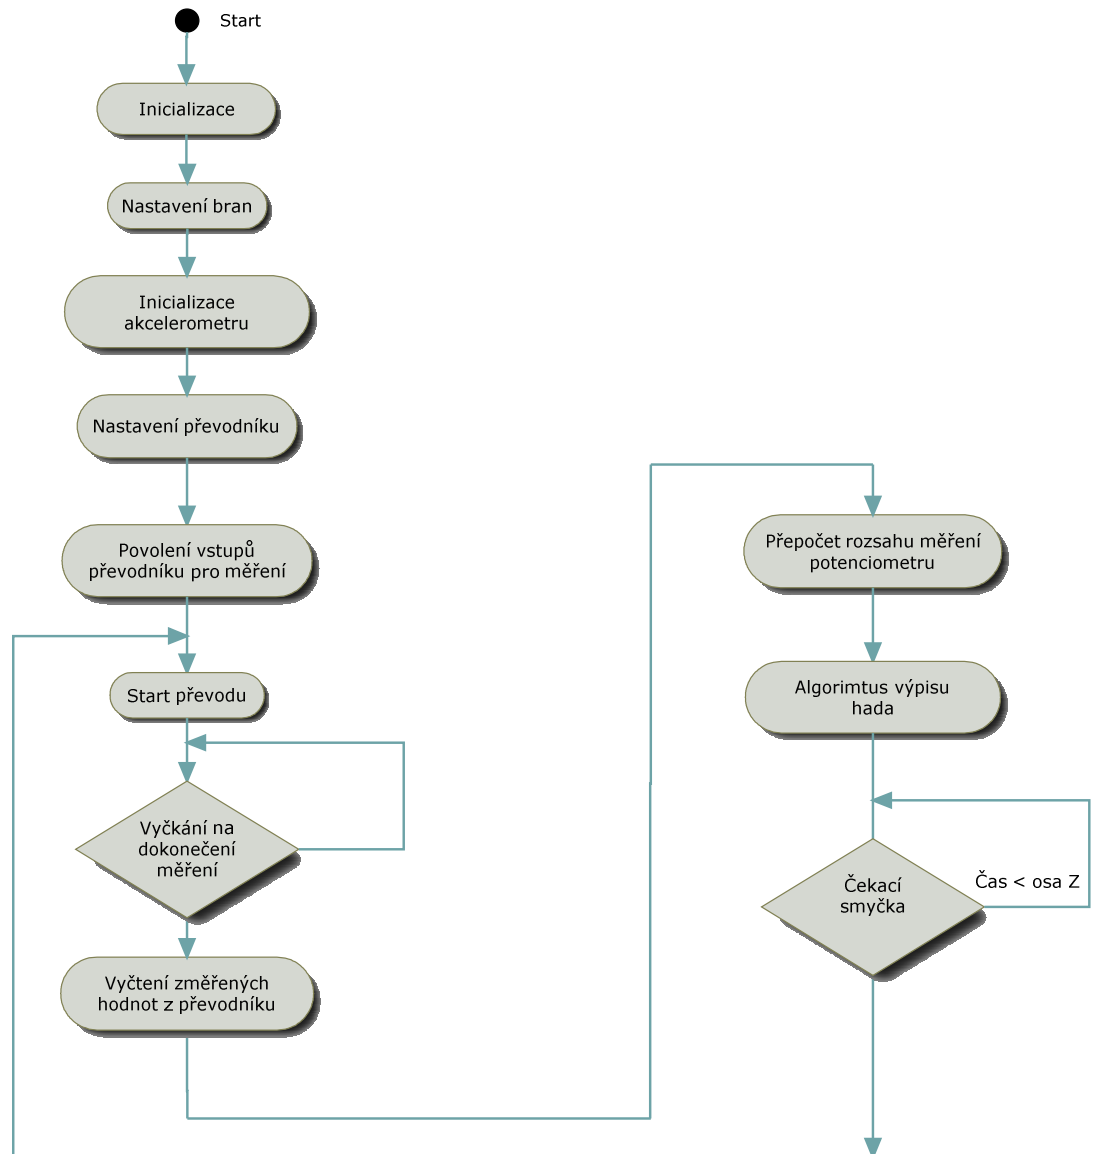 Start
Inicializace
Nastavení bran
Inicializace
akcelerometru
Nastavení převodníku
Povolení vstupů
převodníku pro měření
Start převodu
Vyčkání na
dokonečení
měření
Vyčtení změřených
hodnot z převodníku
Přepočet rozsahu měření
potenciometru
Algorimtus výpisu
hada
Čekací
smyčka
Čas < osa Z